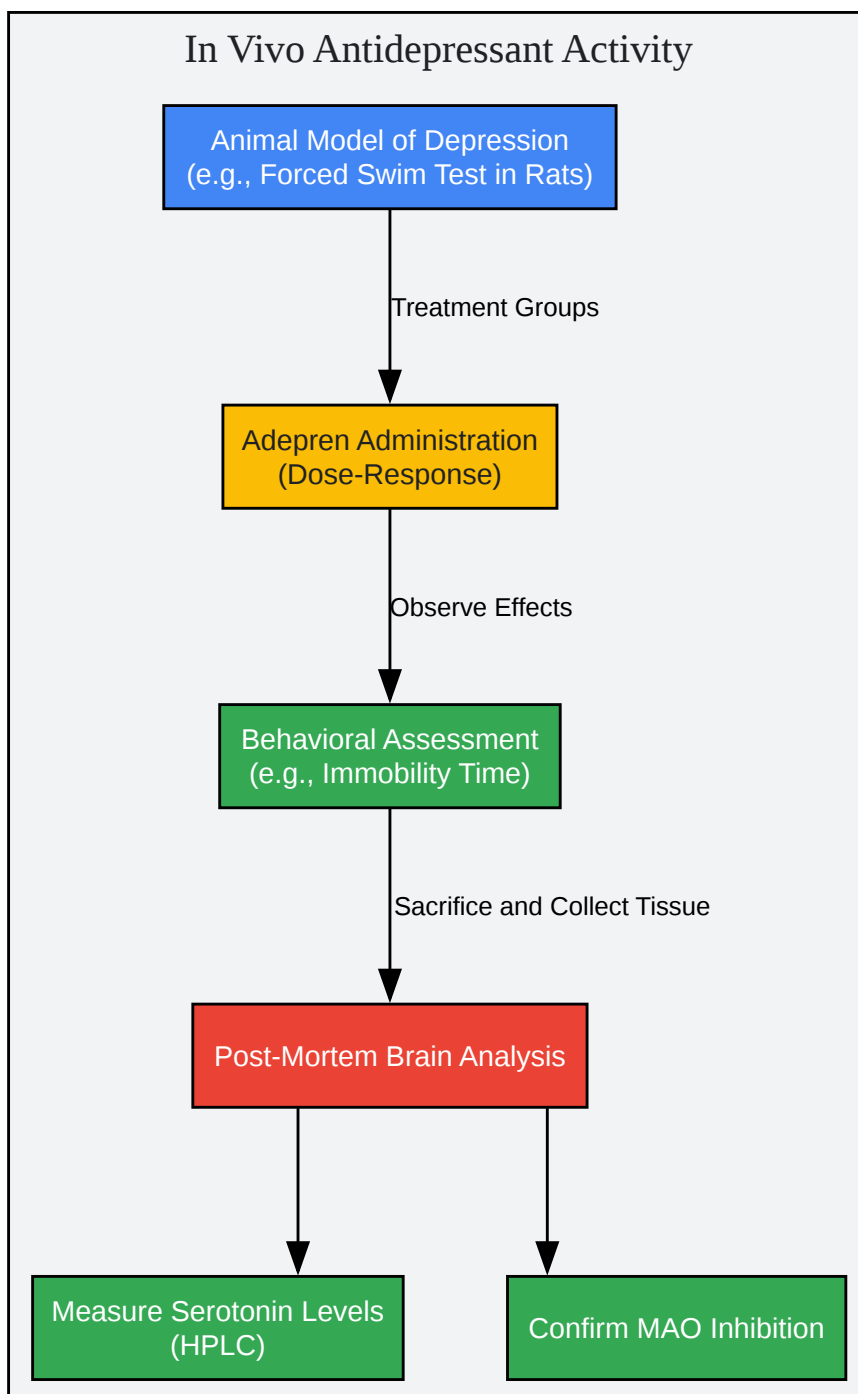 In Vivo Antidepressant Activity
Animal Model of Depression
(e.g., Forced Swim Test in Rats)
Treatment Groups
Adepren Administration
(Dose-Response)
Observe Effects
Behavioral Assessment
(e.g., Immobility Time)
Sacrifice and Collect Tissue
Post-Mortem Brain Analysis
Measure Serotonin Levels
(HPLC)
Confirm MAO Inhibition